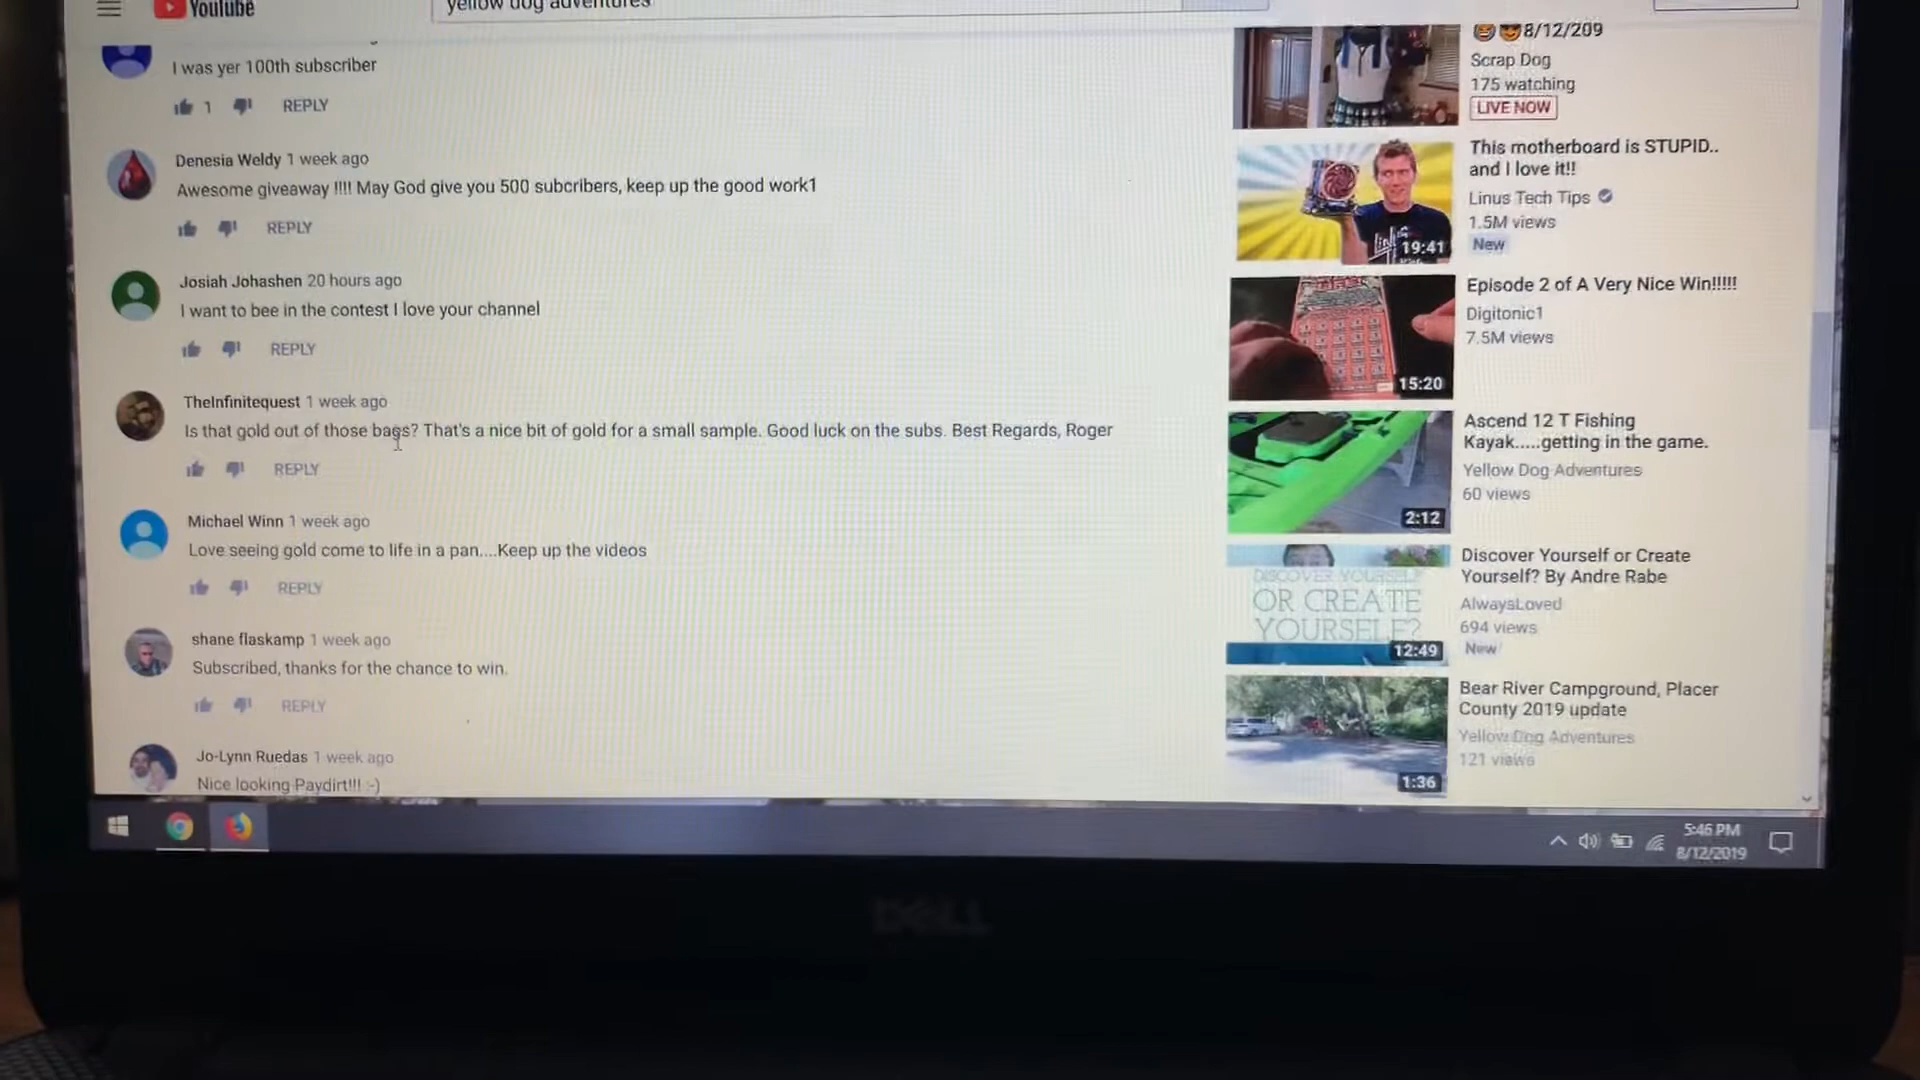 YouTube
yellow dog adventures
I was yer 100th subscriber
1 REPLY
Denesia Weldy 1 week ago
Awesome giveaway !!!! May God give you 500 subcribers, keep up the good work1
REPLY
Josiah Johashen 20 hours ago
I want to bee in the contest I love your channel
REPLY
TheInfinitequest 1 week ago
Is that gold out of those bags? That's a nice bit of gold for a small sample. Good luck on the subs. Best Regards, Roger
REPLY
Michael Winn 1 week ago
Love seeing gold come to life in a pan....Keep up the videos
REPLY
shane flaskamp 1 week ago
Subscribed, thanks for the chance to win.
REPLY
Jo-Lynn Ruedas 1 week ago
Nice looking Paydirt!!! :-)
😄😎8/12/209
Scrap Dog
175 watching
LIVE NOW
This motherboard is STUPID..
and I love it!!
Linus Tech Tips
1.5M views
New
19:41
Episode 2 of A Very Nice Win!!!!!
Digitonic1
7.5M views
15:20
Ascend 12 T Fishing
Kayak.....getting in the game.
Yellow Dog Adventures
60 views
2:12
Discover Yourself or Create
Yourself? By Andre Rabe
AlwaysLoved
694 views
New
DISCOVER YOURSELF
OR CREATE
YOURSELF?
12:49
Bear River Campground, Placer
County 2019 update
Yellow Dog Adventures
121 views
1:36
5:46 PM
8/12/2019
DELL